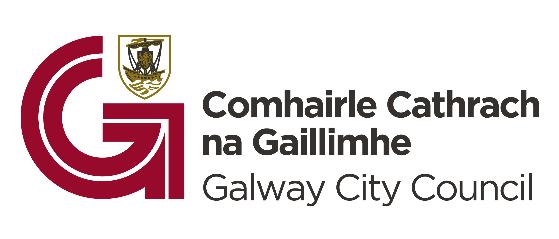 Comhairle Cathrach
na Gaillimhe
Galway City Council